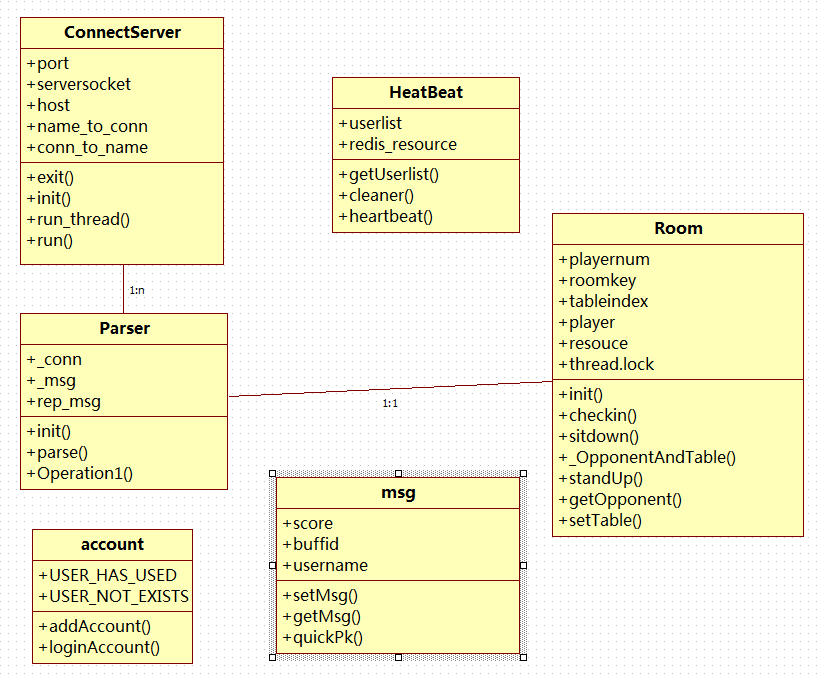 ConnectServer
+port
+serversocket
+host
+name_to_conn
+conn_to_name
+exit()
+init()
+run_thread()
+run()
HeatBeat
+userlist
+redis_resource
+getUserlist()
+cleaner()
+heartbeat()
1:n
Parser
+_conn
+_msg
+rep_msg
+init()
+parse()
+Operation1()
1:1
Room
+playernum
+roomkey
+tableindex
+player
+resouce
+thread.lock
+init()
+checkin()
+sitdown()
+_OpponentAndTable()
+standUp()
+getOpponent()
+setTable()
account
+USER_HAS_USED
+USER_NOT_EXISTS
+addAccount()
+loginAccount()
msg
+score
+buffid
+username
+setMsg()
+getMsg()
+quickPk()